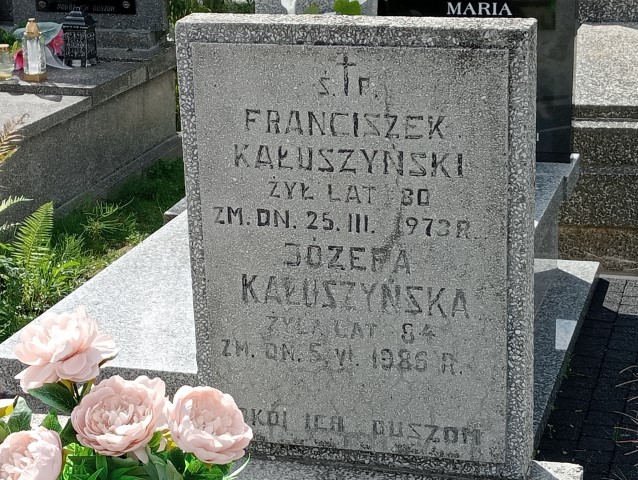 MARIA
Ś. P.
FRANCISZEK
KAŁUSZYŃSKI
ŻYŁ LAT 80
ZM. DN. 25. III. 1973 R.
JÓZEFA
KAŁUSZYŃSKA
ŻYŁA LAT 84
ZM. DN. 5. VI. 1986 R.
OKÓJ ICH DUSZOM